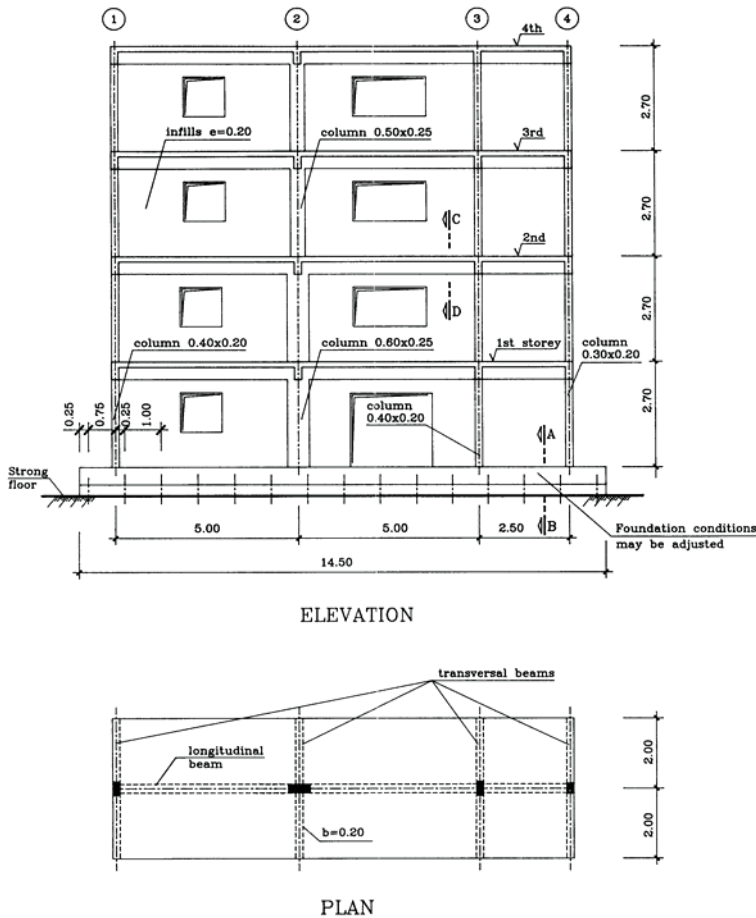 1
2
3
4
4th
infills e=0.20
column 0.50x0.25
3rd
2.70
C
2nd
2.70
D
column 0.40x0.20
column 0.60x0.25
1st storey
column
0.30x0.20
2.70
0.25
0.75
0.25
1.00
column
0.40x0.20
A
2.70
Strong
floor
5.00
5.00
2.50
B
Foundation conditions
may be adjusted
14.50
ELEVATION
transversal beams
longitudinal
beam
2.00
b=0.20
2.00
PLAN